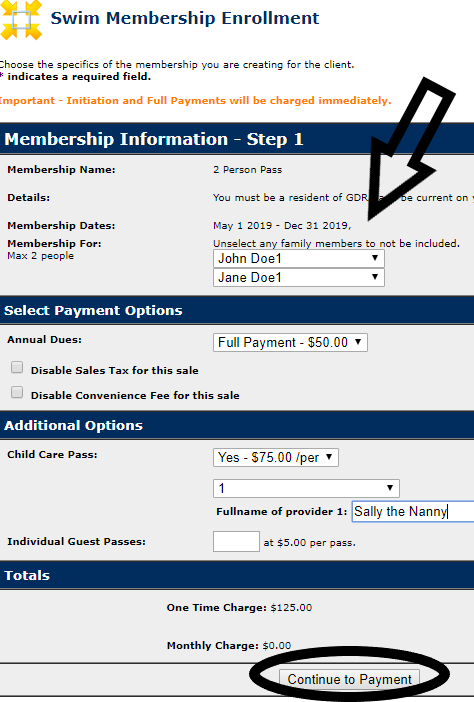 Swim Membership Enrollment
Choose the specifics of the membership you are creating for the client.
* indicates a required field.
Important - Initiation and Full Payments will be charged immediately.
Membership Information - Step 1
Membership Name: 2 Person Pass
Details: You must be a resident of GDR be current on
Membership Dates: May 1 2019 - Dec 31 2019,
Membership For: Unselect any family members to not be included.
Max 2 people John Doe1
Jane Doe1
Select Payment Options
Annual Dues: Full Payment - $50.00
Disable Sales Tax for this sale
Disable Convenience Fee for this sale
Additional Options
Child Care Pass: Yes - $75.00 /per
1
Fullname of provider 1: Sally the Nanny
Individual Guest Passes: at $5.00 per pass.
Totals
One Time Charge: $125.00
Monthly Charge: $0.00
Continue to Payment